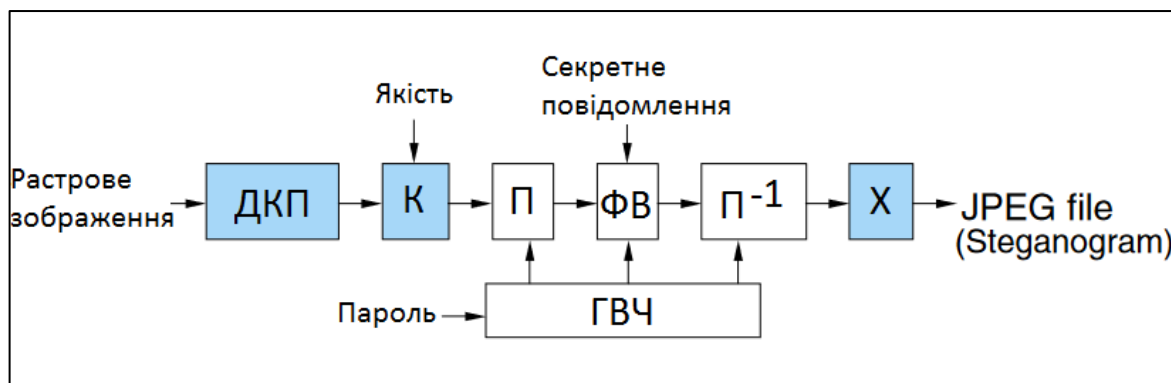 Секретне
повідомлення
Якість
Растрове
зображення
ДКП
К
П
ФВ
П-1
Х
JPEG file
(Steganogram)
Пароль
ГВЧ